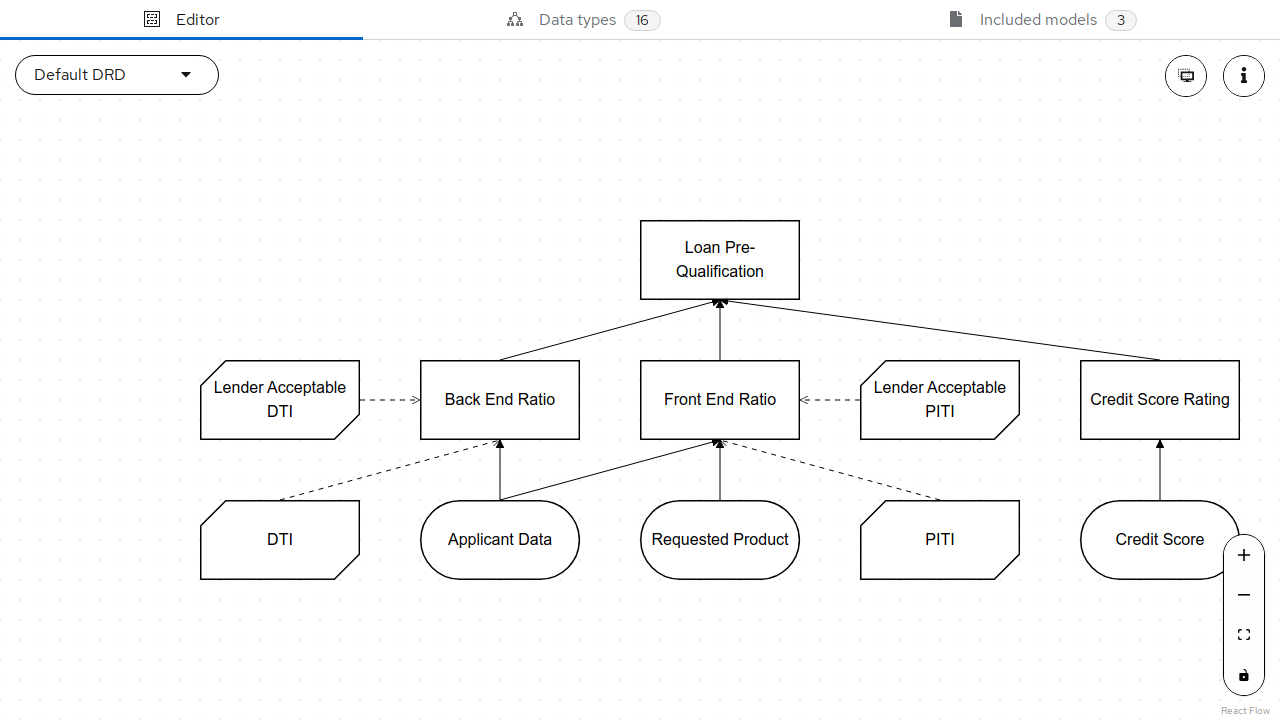 Editor
Data types 16
Included models 3
Default DRD
Loan Pre-
Qualification
Lender Acceptable
DTI
Back End Ratio
Front End Ratio
Lender Acceptable
PITI
Credit Score Rating
DTI
Applicant Data
Requested Product
PITI
Credit Score
React Flow